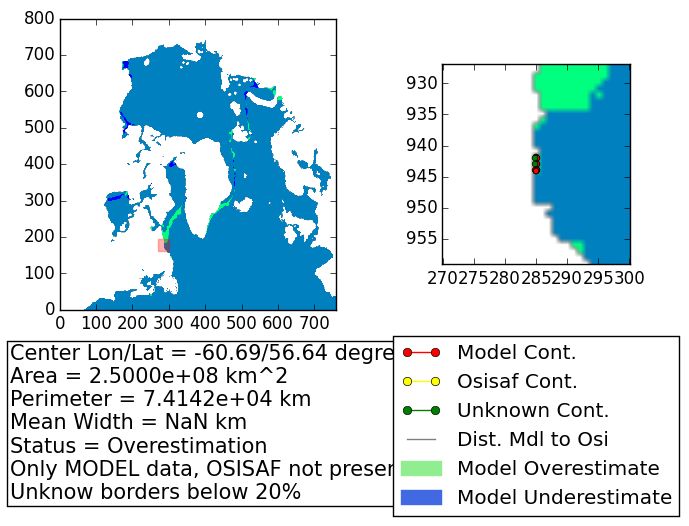 800
700
600
500
400
300
200
100
0
0 100 200 300 400 500 600 700
930
935
940
945
950
955
270 275 280 285 290 295 300
Center Lon/Lat = -60.69/56.64 degre
Area = 2.5000e+08 km^2
Perimeter = 7.4142e+04 km
Mean Width = NaN km
Status = Overestimation
Only MODEL data, OSISAF not presen
Unknow borders below 20%
Model Cont.
Osisaf Cont.
Unknown Cont.
Dist. Mdl to Osi
Model Overestimate
Model Underestimate